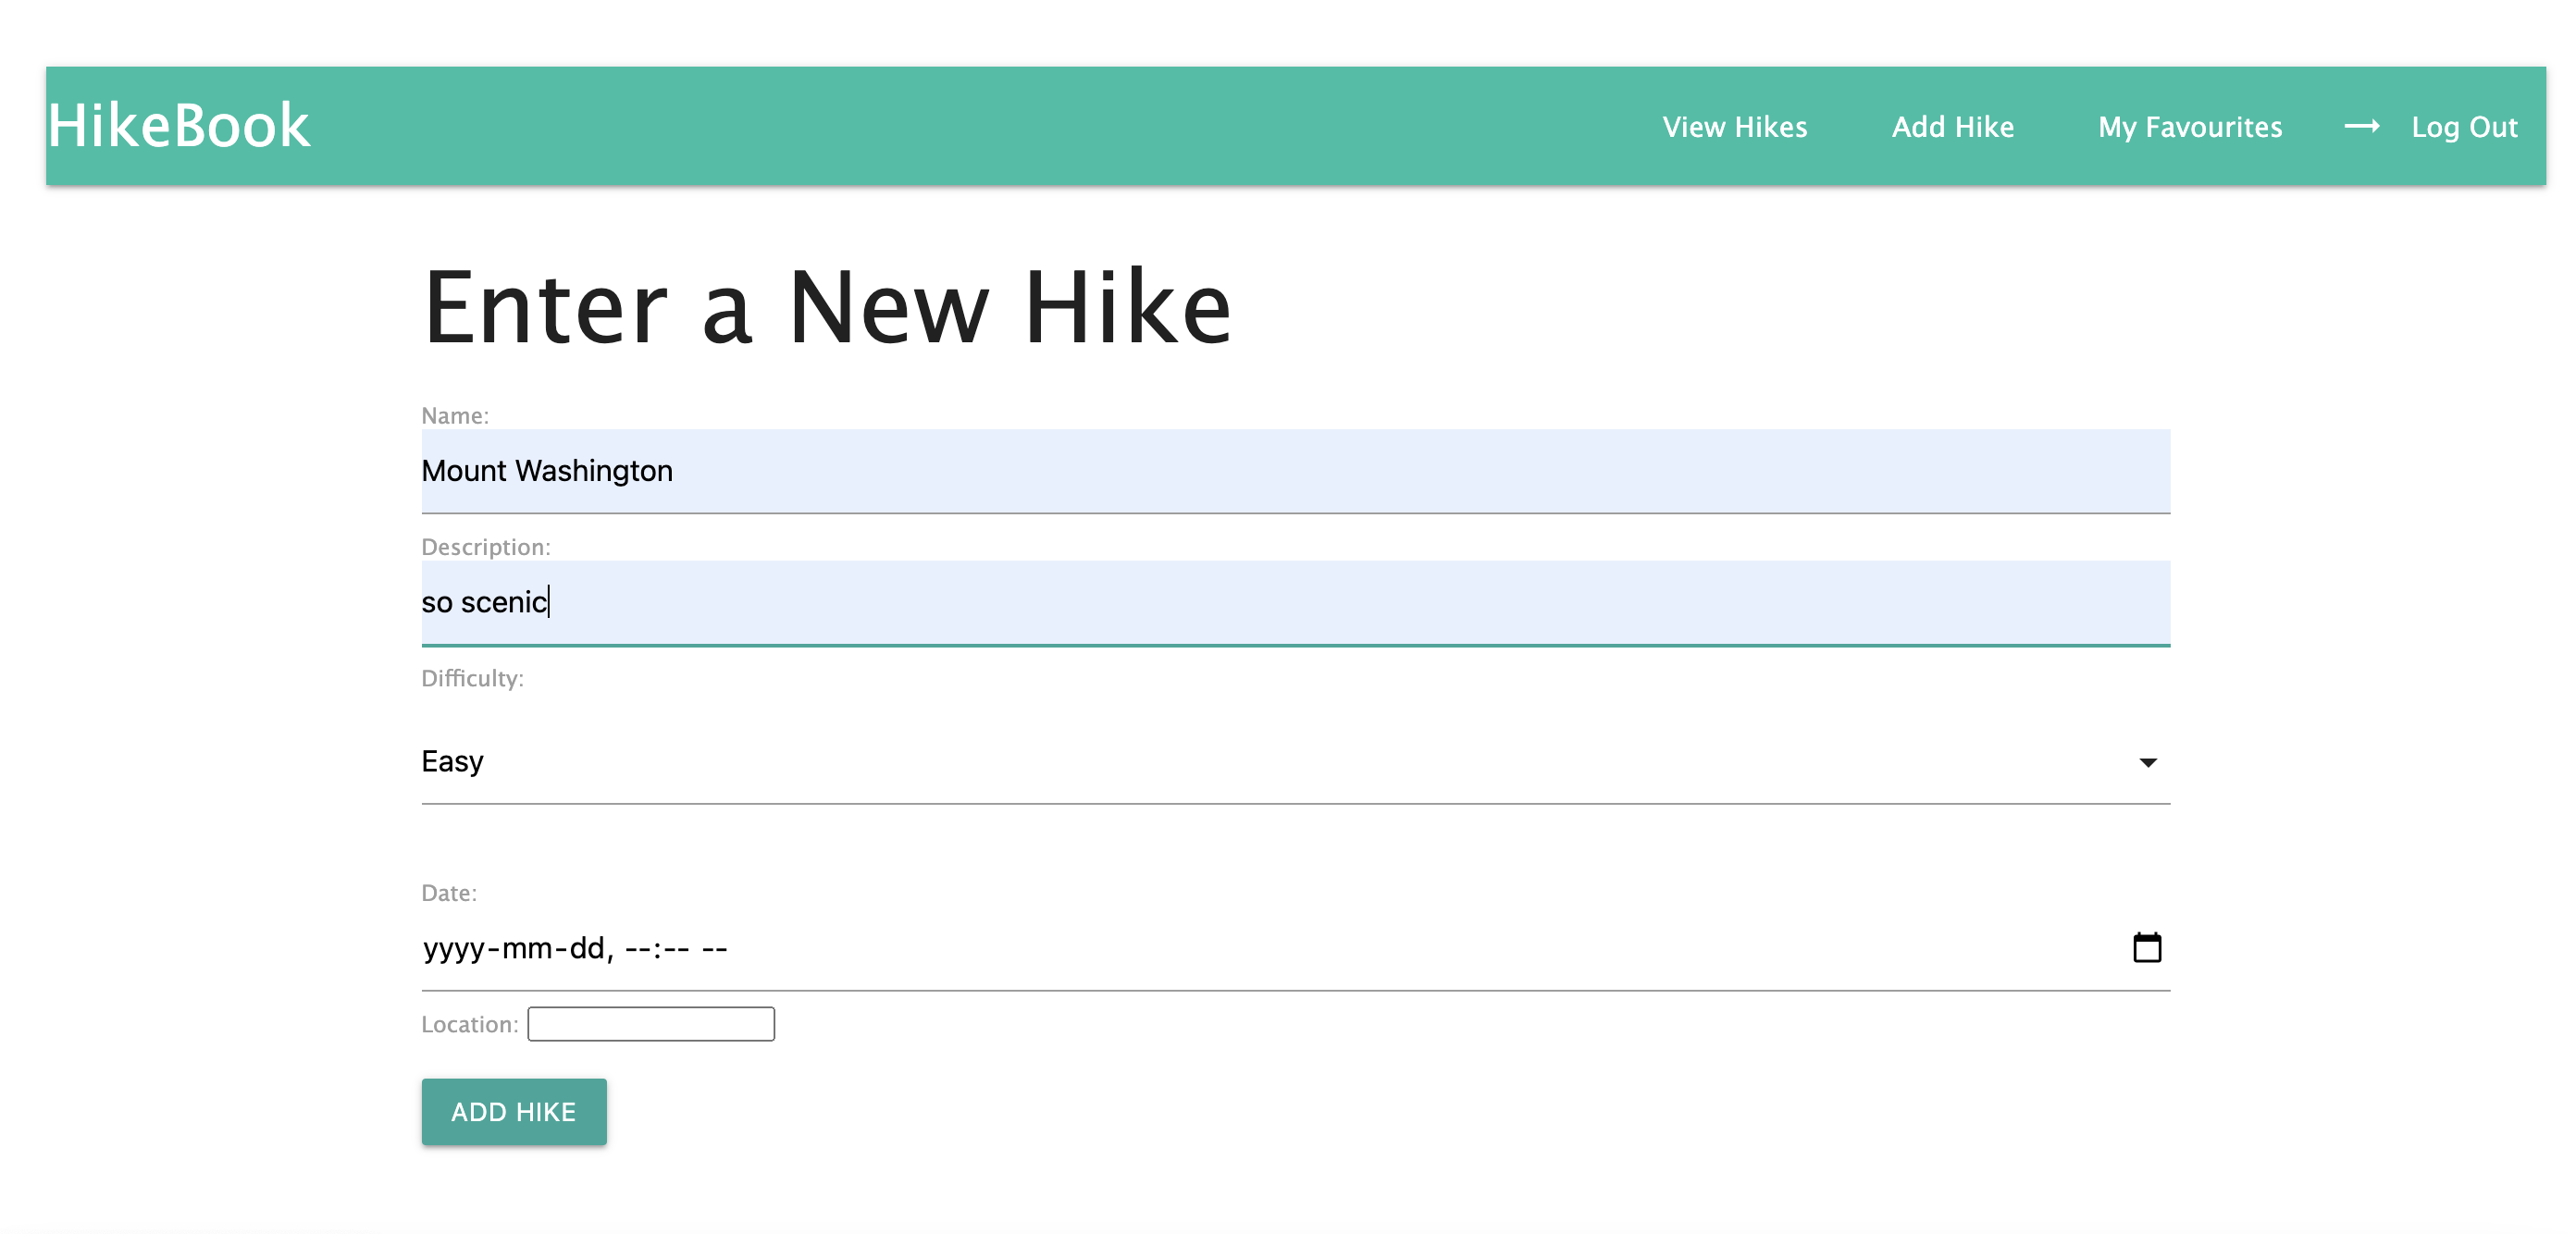 HikeBook View Hikes Add Hike My Favourites → Log Out
Enter a New Hike
Name:
Mount Washington
Description:
so scenic
Difficulty:
Easy
Date:
yyyy-mm-dd, --:-- --
Location:
ADD HIKE